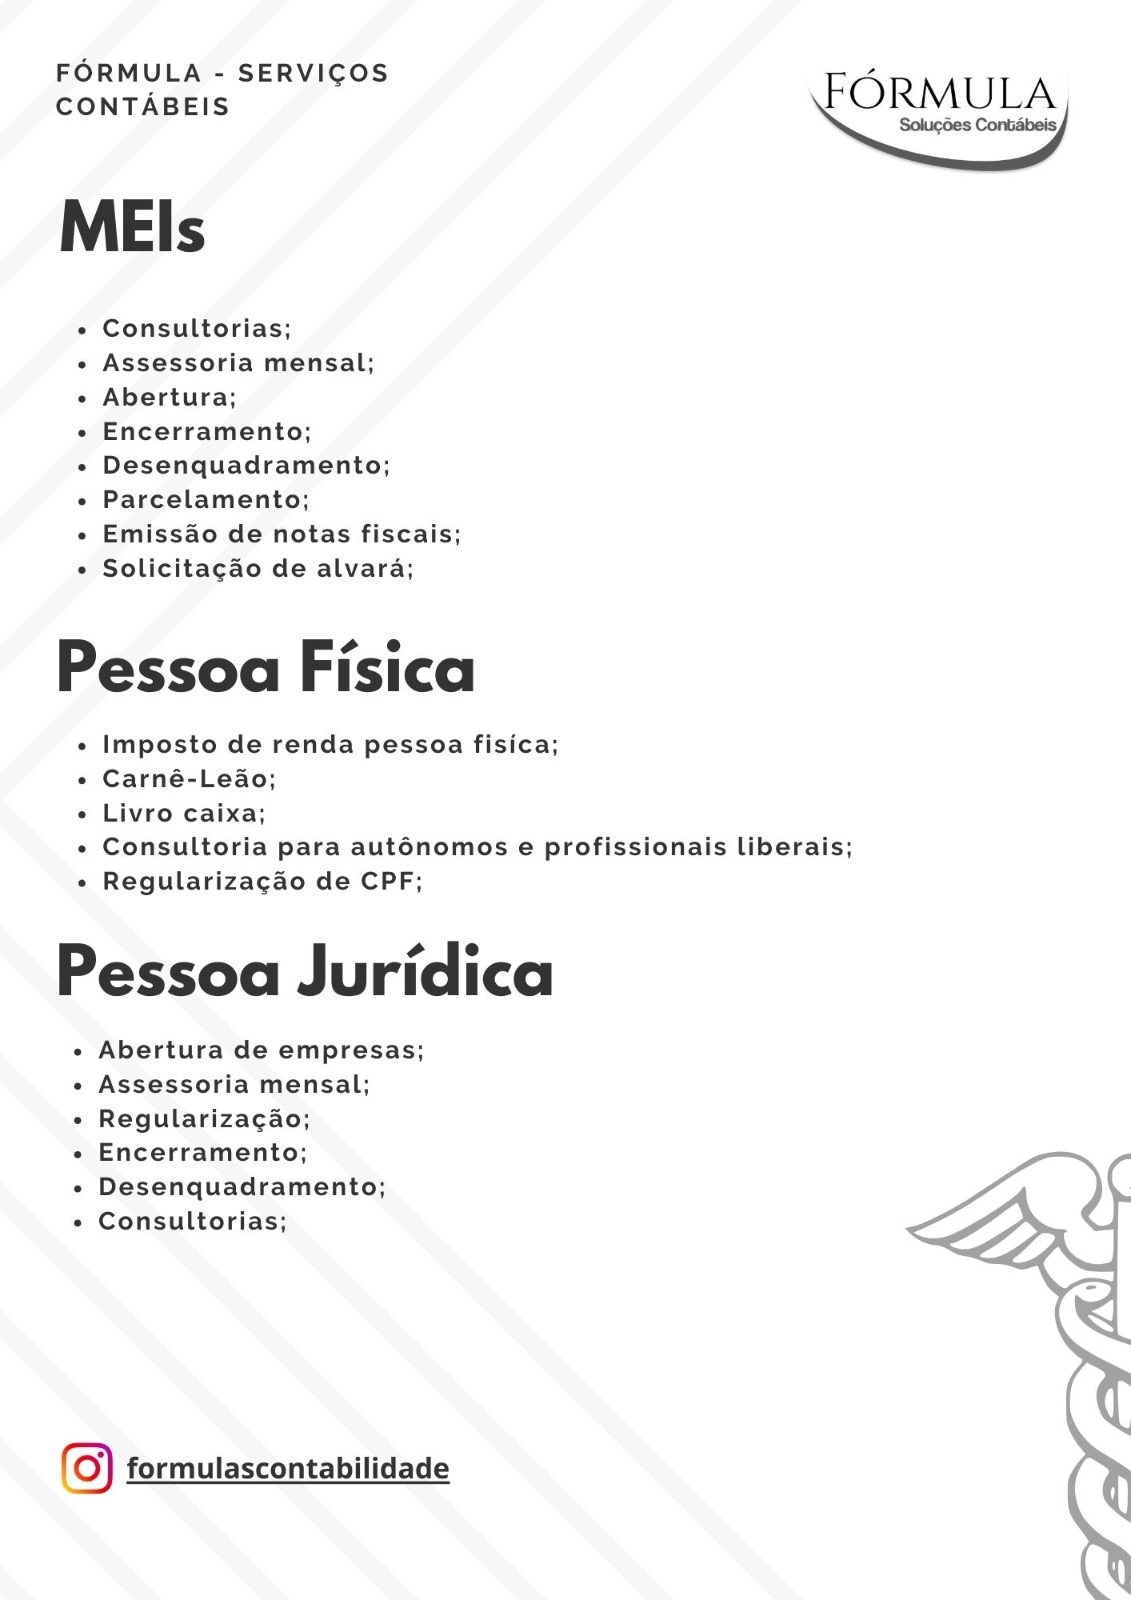 FÓRMULA - SERVIÇOS
CONTÁBEIS
FÓRMULA
Soluções Contábeis
MEIs
• Consultorias;
• Assessoria mensal;
• Abertura;
• Encerramento;
• Desenquadramento;
• Parcelamento;
• Emissão de notas fiscais;
• Solicitação de alvará;
Pessoa Física
• Imposto de renda pessoa fisíca;
• Carnê-Leão;
• Livro caixa;
• Consultoria para autônomos e profissionais liberais;
• Regularização de CPF;
Pessoa Jurídica
• Abertura de empresas;
• Assessoria mensal;
• Regularização;
• Encerramento;
• Desenquadramento;
• Consultorias;
formulascontabilidade